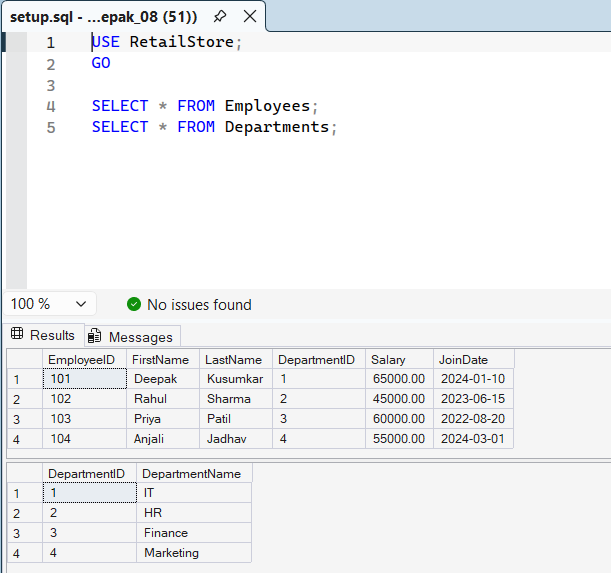 setup.sql - ...epak_08 (51))
1 USE RetailStore;
2 GO
3
4 SELECT * FROM Employees;
5 SELECT * FROM Departments;
100 % No issues found
Results Messages
EmployeeID FirstName LastName DepartmentID Salary JoinDate
1 101 Deepak Kusumkar 1 65000.00 2024-01-10
2 102 Rahul Sharma 2 45000.00 2023-06-15
3 103 Priya Patil 3 60000.00 2022-08-20
4 104 Anjali Jadhav 4 55000.00 2024-03-01
DepartmentID DepartmentName
1 1 IT
2 2 HR
3 3 Finance
4 4 Marketing